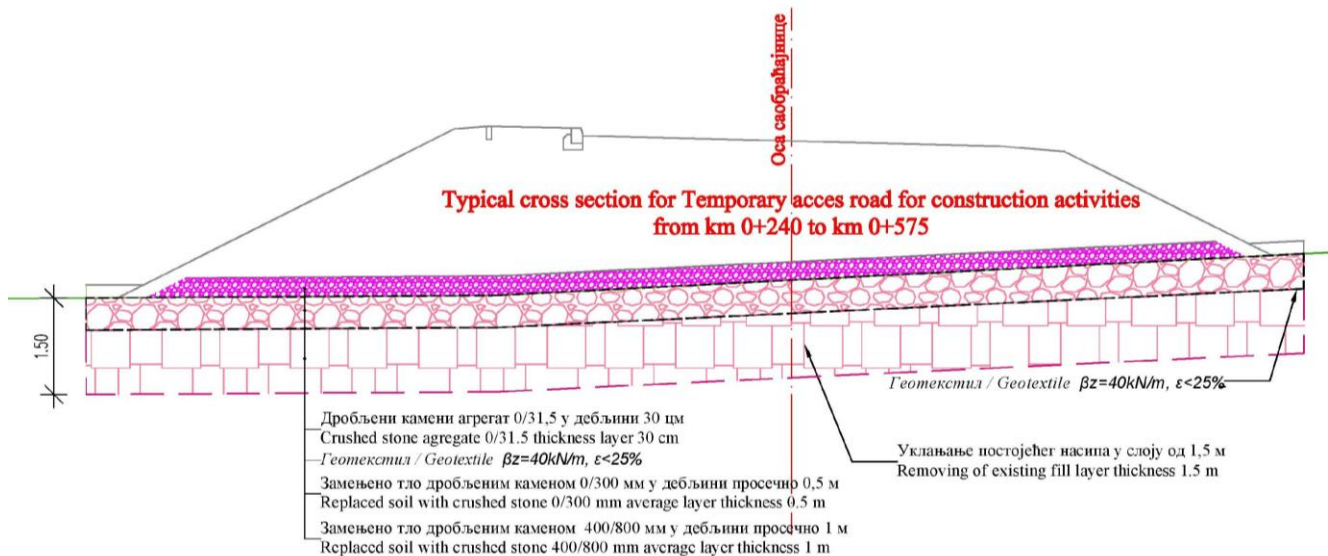 Оса саобраћајнице
Typical cross section for Temporary acces road for construction activities
from km 0+240 to km 0+575
1.50
Геотекстил / Geotextile βz=40kN/m, ε<25%
Дробљени камени агрегат 0/31,5 у дебљини 30 цм
Crushed stone agregate 0/31.5 thickness layer 30 cm
Геотекстил / Geotextile βz=40kN/m, ε<25%
Замењено тло дробљеним каменом 0/300 мм у дебљини просечно 0,5 м
Replaced soil with crushed stone 0/300 mm average layer thickness 0.5 m
Замењено тло дробљеним каменом 400/800 мм у дебљини просечно 1 м
Replaced soil with crushed stone 400/800 mm average layer thickness 1 m
Уклањање постојећег насипа у слоју од 1,5 м
Removing of existing fill layer thickness 1.5 m